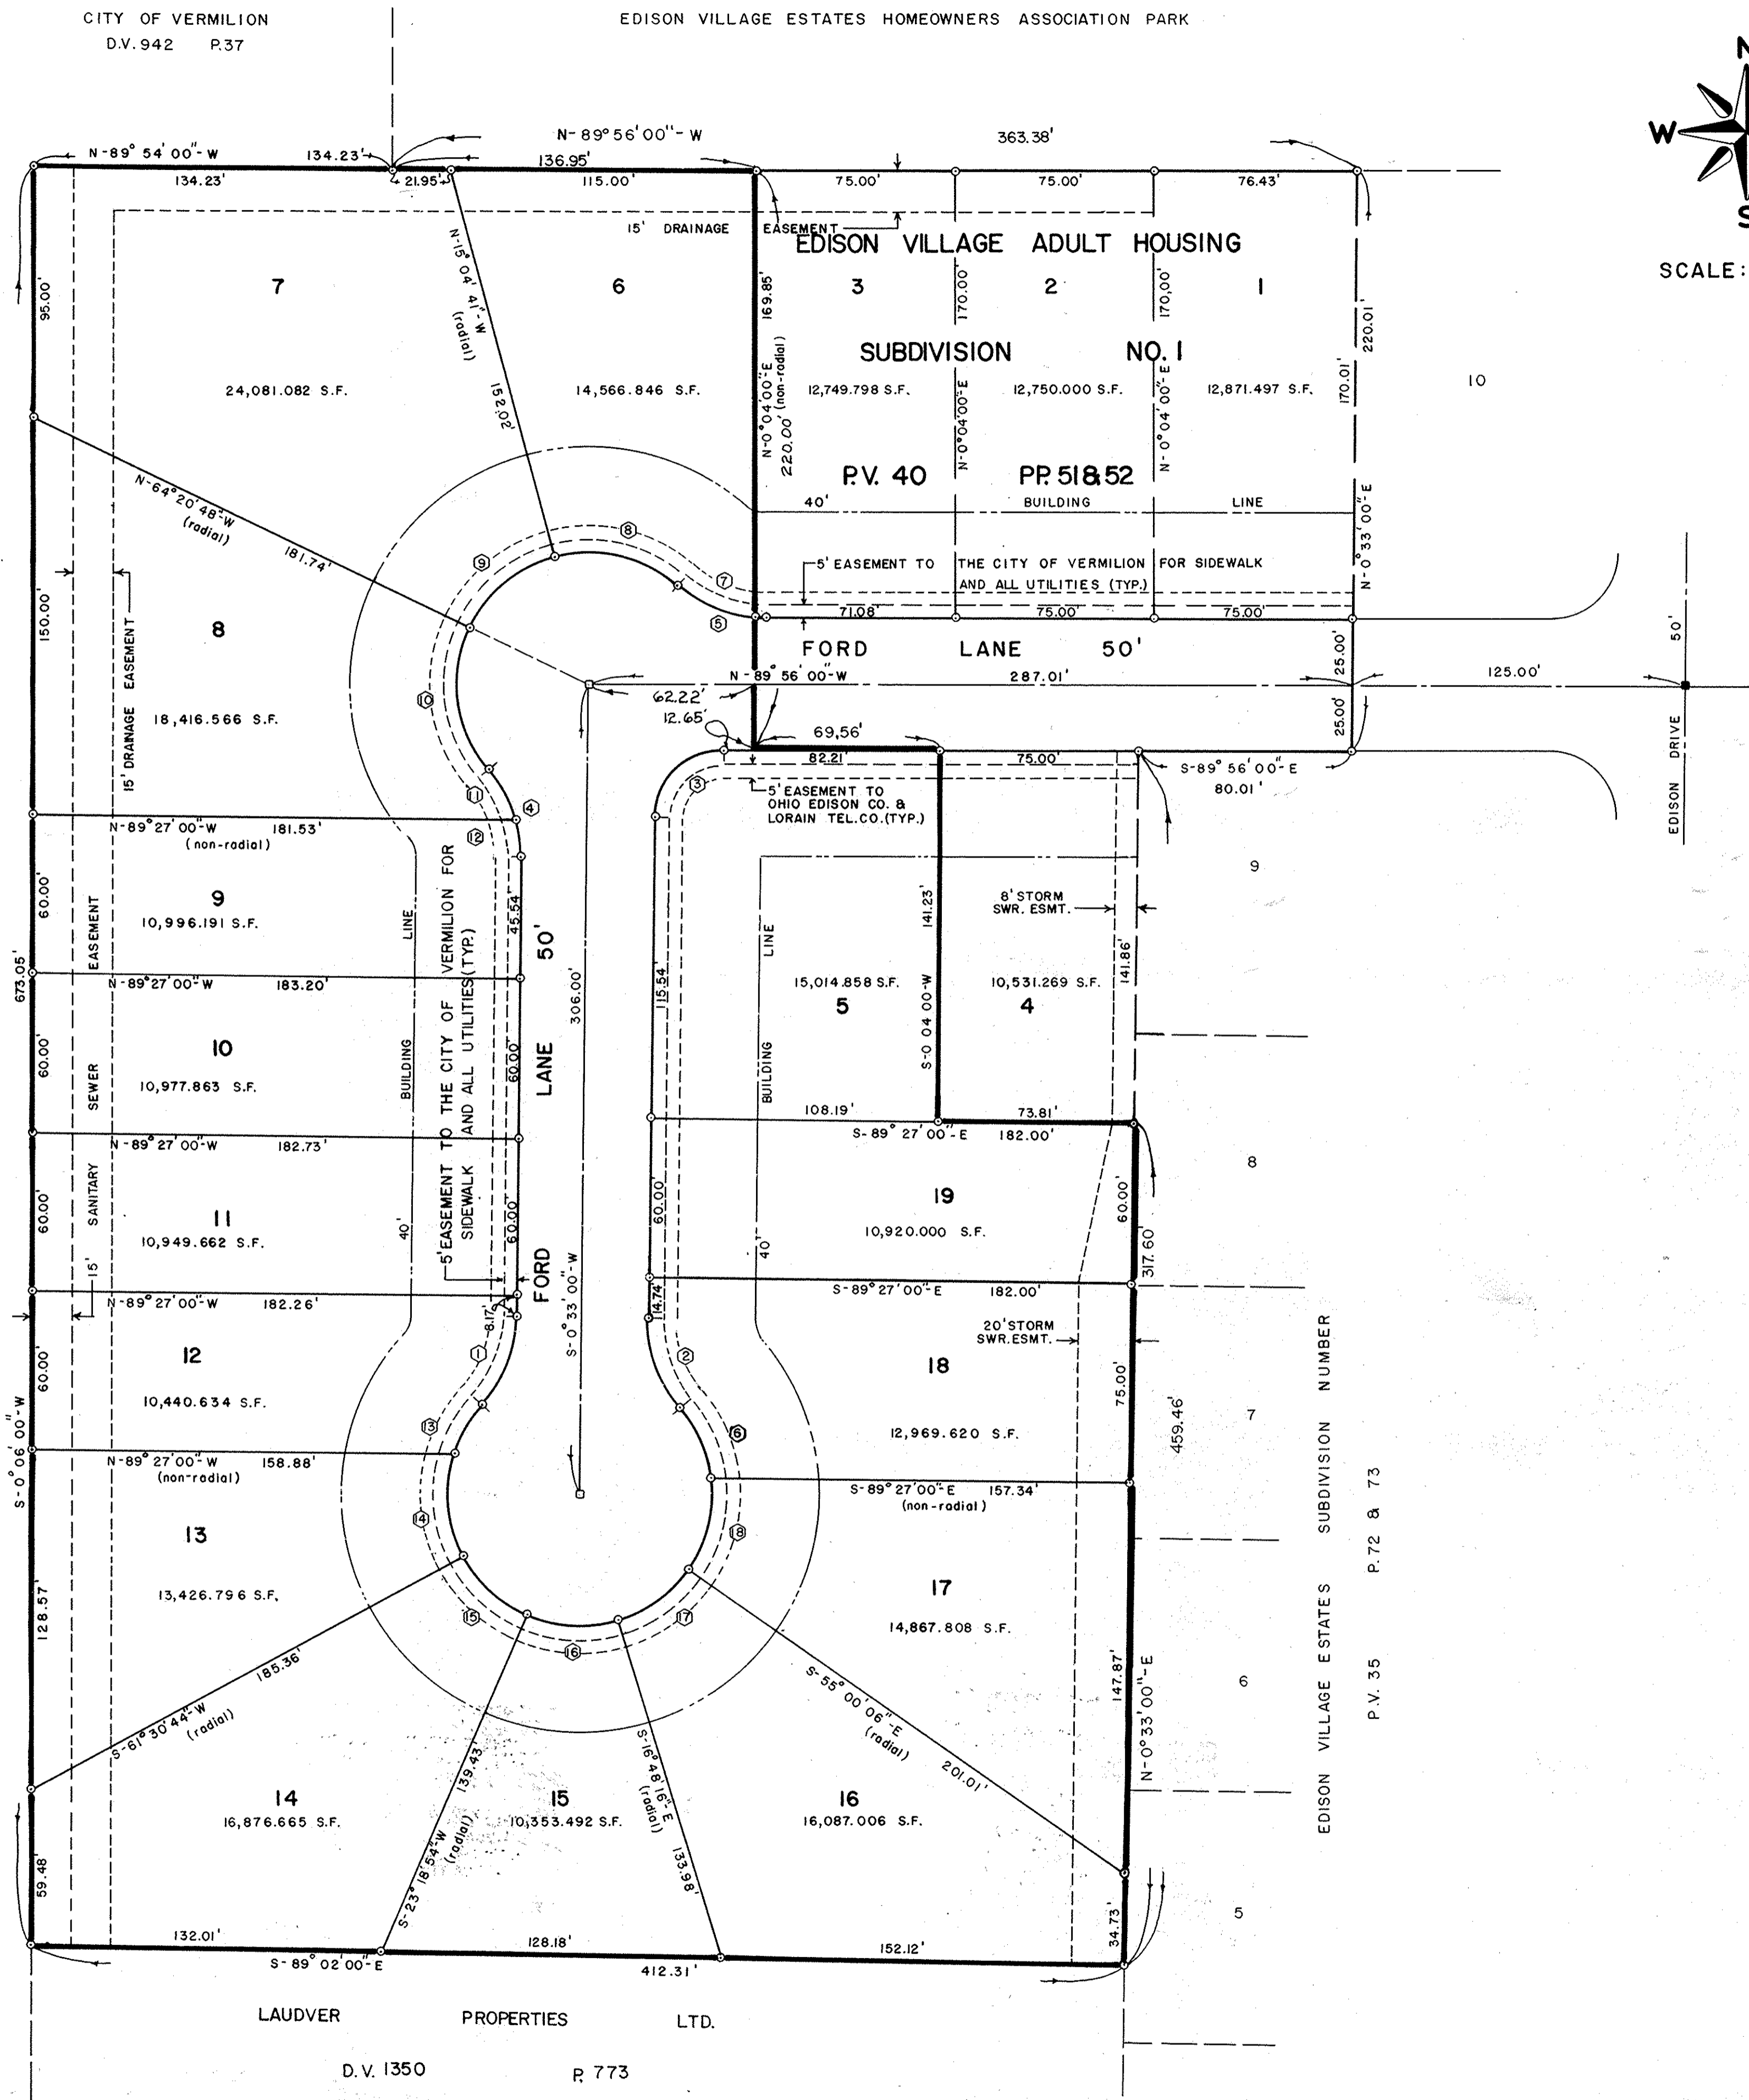 CITY OF VERMILION
D.V. 942 P.37
EDISON VILLAGE ESTATES HOMEOWNERS ASSOCIATION PARK
N
W
S
SCALE:
N-89°54'00"-W 134.23'
134.23'
N-89°56'00"-W 363.38'
136.95'
21.95' 115.00' 75.00' 75.00' 76.43'
15' DRAINAGE EASEMENT
EDISON VILLAGE ADULT HOUSING
7 6 3 2 1
SUBDIVISION NO. 1
24,081.082 S.F. 14,566.846 S.F. 12,749.798 S.F. 12,750.000 S.F. 12,871.497 S.F.
10
P.V. 40 PP. 51&52
N-15°04'41"-W
(radial)
152.02'
169.85'
N-0°04'00"-E
220.00' (non-radial)
170.00'
N-0°04'00"-E
170.00'
N-0°04'00"-E
220.01'
170.01'
N-0°33'00"-E
95.00'
40' BUILDING LINE
N-64°20'48"-W
(radial)
181.74'
5' EASEMENT TO THE CITY OF VERMILION FOR SIDEWALK
AND ALL UTILITIES (TYP.)
8
9
7
5
10
71.08' 75.00' 75.00'
FORD LANE 50'
N-89°56'00"-W 287.01'
125.00'
62.22'
12.65'
25.00'
25.00'
50'
EDISON DRIVE
69.56'
82.21' 75.00'
S-89°56'00"-E
80.01'
150.00'
15' DRAINAGE EASEMENT
8
18,416.566 S.F.
11
4
12
3
5' EASEMENT TO
OHIO EDISON CO. &
LORAIN TEL.CO.(TYP.)
N-89°27'00"-W 181.53'
(non-radial)
9
10,996.191 S.F.
60.00'
45.54'
9
8' STORM
SWR. ESMT.
141.23'
S-0 04 00-W
141.86'
15,014.858 S.F.
5
10,531.269 S.F.
4
673.05'
N-89°27'00"-W 183.20'
10
10,977.863 S.F.
60.00'
60.00'
SANITARY SEWER EASEMENT
15'
40' BUILDING LINE
5' EASEMENT TO THE CITY OF VERMILION FOR
SIDEWALK AND ALL UTILITIES (TYP.)
FORD LANE 50'
306.00'
S-0°33'00"-W
115.54'
40' BUILDING LINE
108.19' 73.81'
S-89°27'00"-E 182.00'
N-89°27'00"-W 182.73'
11
10,949.662 S.F.
60.00'
60.00'
8
19
10,920.000 S.F.
60.00'
60.00'
317.60
N-89°27'00"-W 182.26'
8.17'
14.74'
S-89°27'00"-E 182.00'
20' STORM
SWR. ESMT.
12
10,440.634 S.F.
60.00'
S-0°06'00"-W
1
2
18
12,969.620 S.F.
75.00'
459.46'
7
13
6
N-89°27'00"-W 158.88'
(non-radial)
S-89°27'00"-E 157.34'
(non-radial)
13
13,426.796 S.F.
128.57'
14
18
15
17
16
17
14,867.808 S.F.
147.87'
N-0°33'00"-E
6
EDISON VILLAGE ESTATES SUBDIVISION NUMBER
P.V. 35 P.72 & 73
S-61°30'44"-W
(radial)
185.36'
S-55°00'06"-E
(radial)
201.01'
S-23°18'54"-W
(radial)
139.43'
S-16°48'16"-E
(radial)
133.98'
14
16,876.665 S.F.
15
10,353.492 S.F.
16
16,087.006 S.F.
59.48'
34.73'
5
132.01' 128.18' 152.12'
S-89°02'00"-E 412.31'
LAUDVER PROPERTIES LTD.
D.V. 1350 P. 773